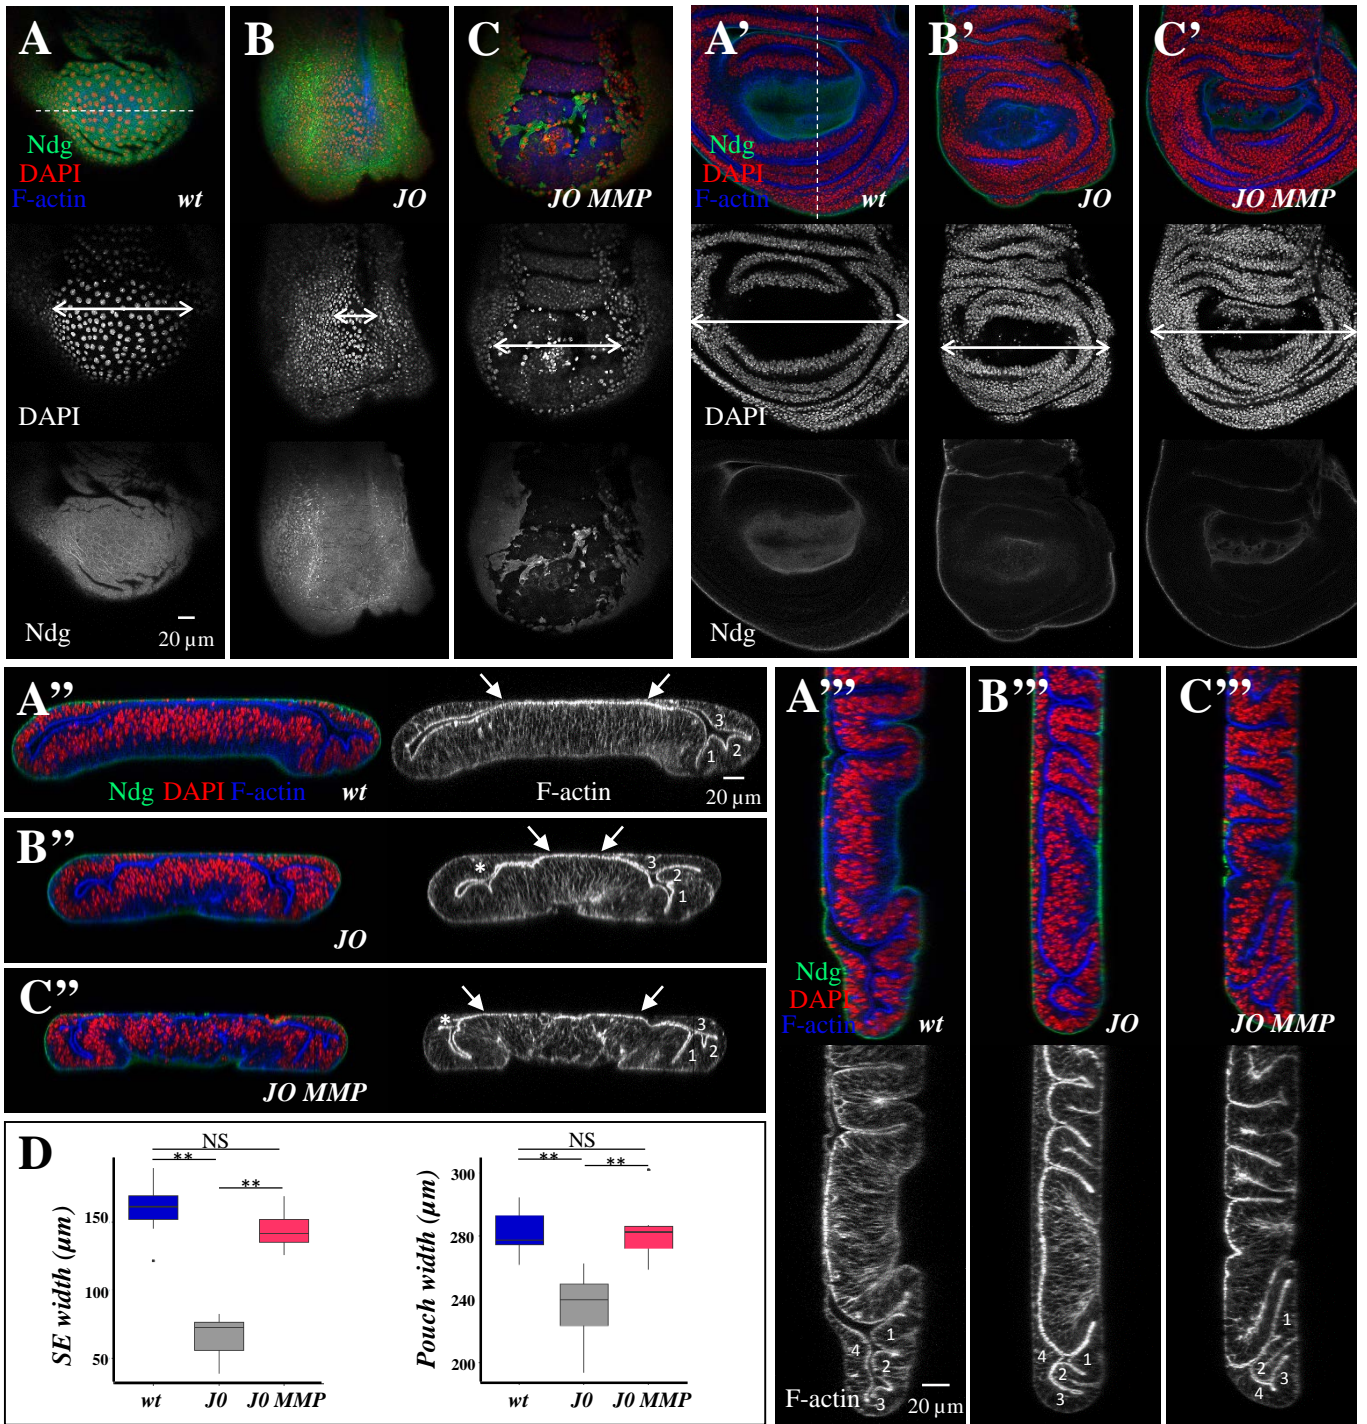 A
Ndg
DAPI
F-actin
wt
DAPI
Ndg
20 µm
B
JO
C
JO MMP
A’
Ndg
DAPI
F-actin
wt
DAPI
Ndg
B’
JO
C’
JO MMP
A’’
Ndg DAPI F-actin wt
F-actin
3
1 2
20 µm
B’’
JO
*
3
2
1
C’’
JO MMP
*
3
1 2
A’’’
Ndg
DAPI
F-actin
wt
1
4
2
3
F-actin
20 µm
B’’’
JO
4 1
2
3
C’’’
JO MMP
1
2
3
4
D
NS
**
**
SE width (µm)
150
100
50
wt J0 J0 MMP
NS
** **
Pouch width (µm)
300
280
240
200
wt J0 J0 MMP